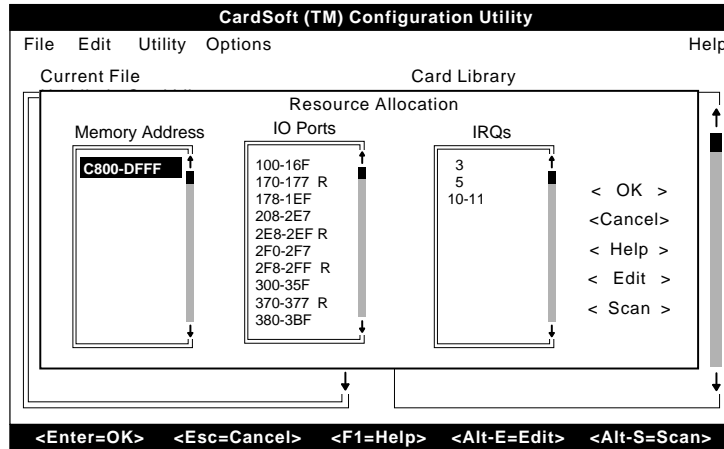 CardSoft (TM) Configuration Utility
File Edit Utility Options Help
Current File Card Library
Resource Allocation
Memory Address IO Ports IRQs
C800-DFFF
100-16F
170-177 R
178-1EF
208-2E7
2E8-2EF R
2F0-2F7
2F8-2FF R
300-35F
370-377 R
380-3BF
3
5
10-11
< OK >
<Cancel>
< Help >
< Edit >
< Scan >
<Enter=OK> <Esc=Cancel> <F1=Help> <Alt-E=Edit> <Alt-S=Scan>